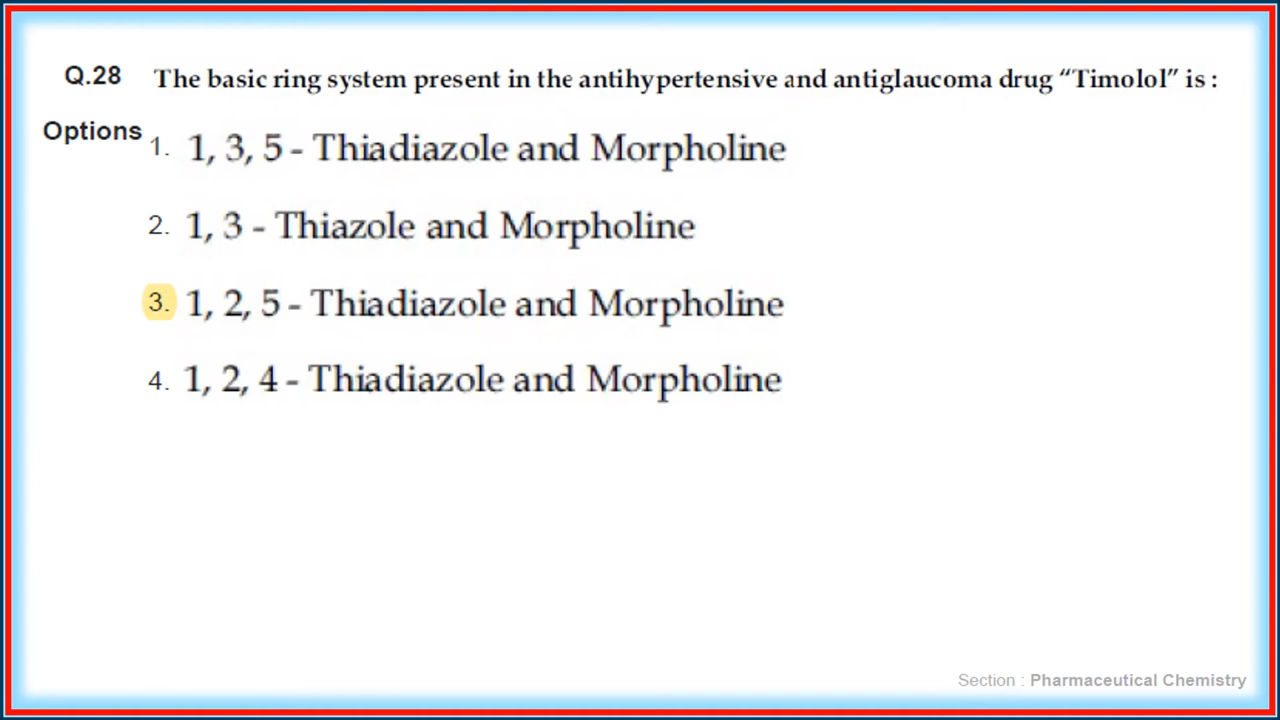 Q.28 The basic ring system present in the antihypertensive and antiglaucoma drug “Timolol” is :
Options 1. 1, 3, 5 - Thiadiazole and Morpholine
2. 1, 3 - Thiazole and Morpholine
3. 1, 2, 5 - Thiadiazole and Morpholine
4. 1, 2, 4 - Thiadiazole and Morpholine
Section : Pharmaceutical Chemistry